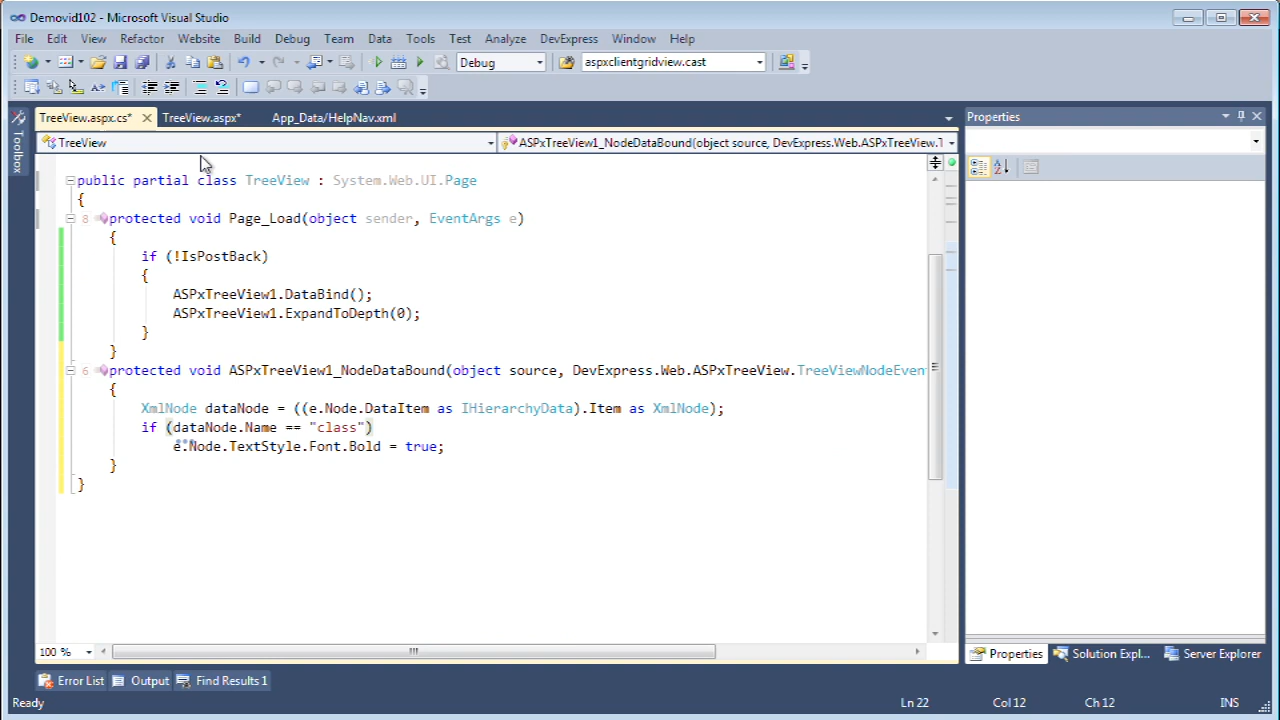 Demovid102 - Microsoft Visual Studio
File Edit View Refactor Website Build Debug Team Data Tools Test Analyze DevExpress Window Help
Debug aspxclientgridview.cast
TreeView.aspx.cs* TreeView.aspx* App_Data/HelpNav.xml
TreeView ASPxTreeView1_NodeDataBound(object source, DevExpress.Web.ASPxTreeView.T
Toolbox
public partial class TreeView : System.Web.UI.Page
{
8 protected void Page_Load(object sender, EventArgs e)
{
if (!IsPostBack)
{
ASPxTreeView1.DataBind();
ASPxTreeView1.ExpandToDepth(0);
}
}
6 protected void ASPxTreeView1_NodeDataBound(object source, DevExpress.Web.ASPxTreeView.TreeViewNodeEven
{
XmlNode dataNode = ((e.Node.DataItem as IHierarchyData).Item as XmlNode);
if (dataNode.Name == "class")
e.Node.TextStyle.Font.Bold = true;
}
}
100 %
Properties
Properties Solution Expl... Server Explorer
Error List Output Find Results 1
Ready Ln 22 Col 12 Ch 12 INS